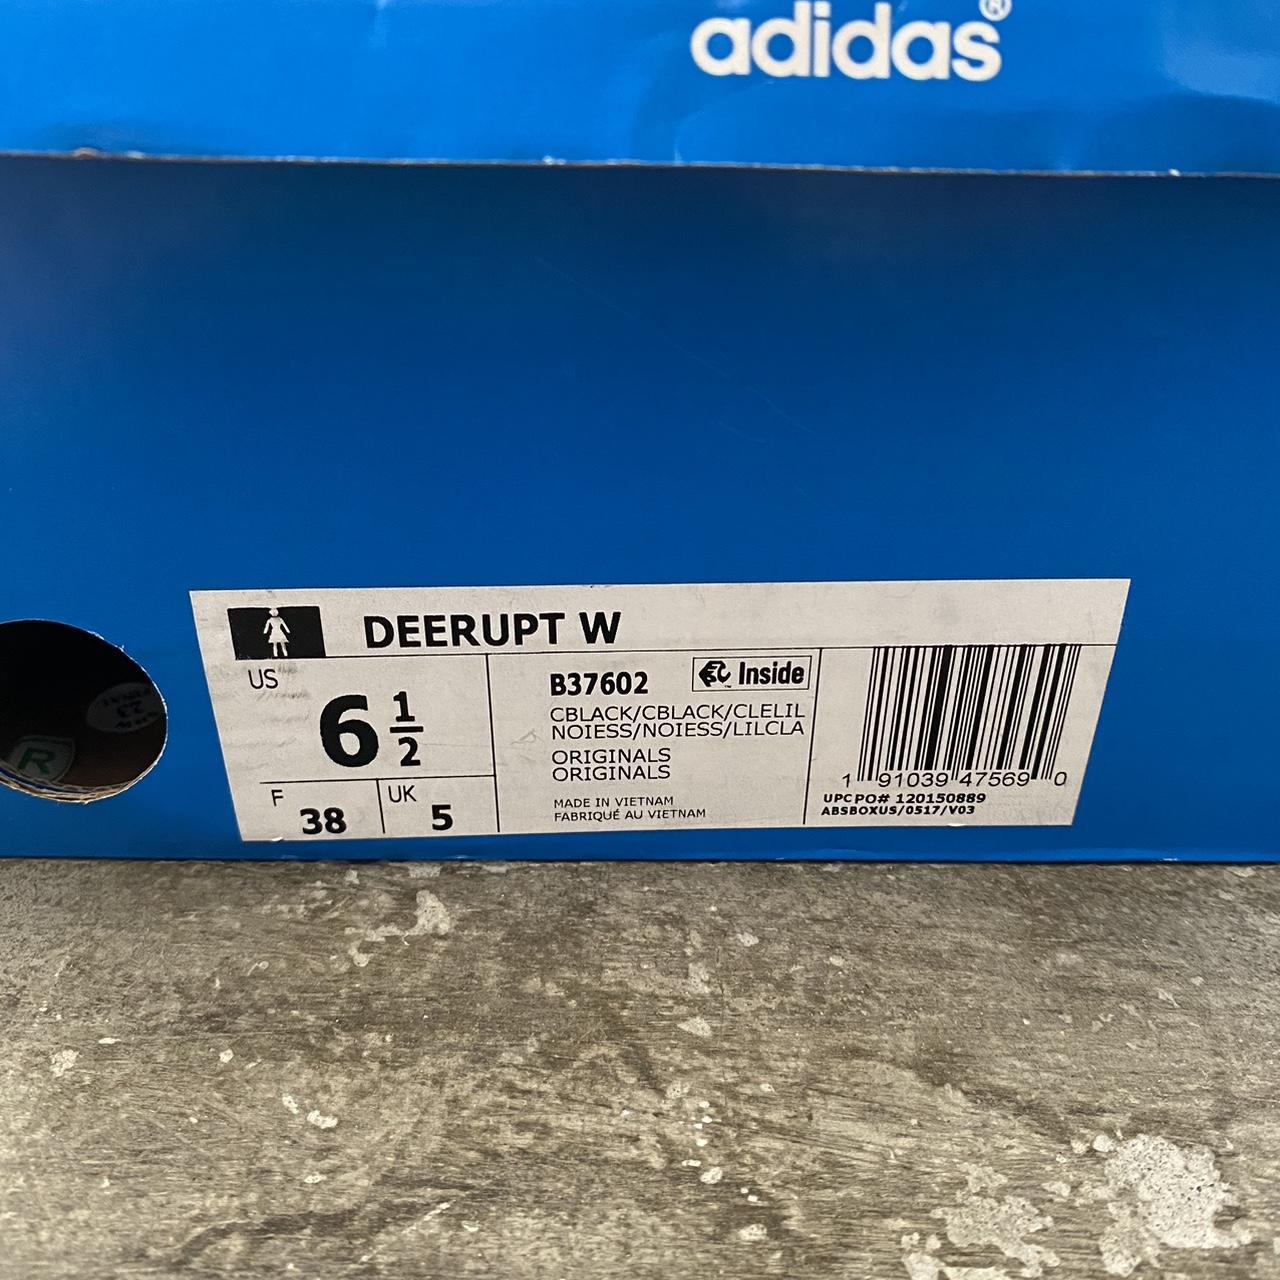 adidas®
DEERUPT W
US
6 1/2
F 38
UK 5
B37602
Inside
CBLACK/CBLACK/CLELIL
NOIESS/NOIESS/LILCLA
ORIGINALS
ORIGINALS
MADE IN VIETNAM
FABRIQUÉ AU VIETNAM
1 91039 47569 0
UPC PO# 120150889
ABSBOXUS/0517/V03
R
23